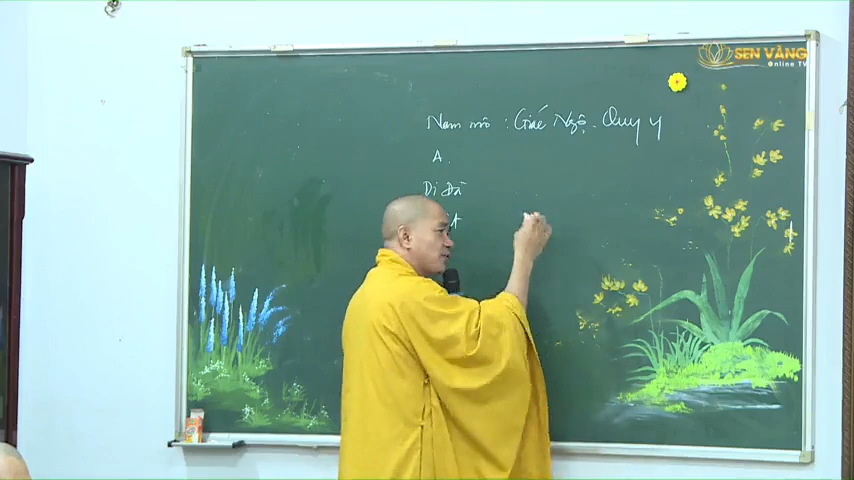 SEN VÀNG
Online TV
Nam mô : Giác Ngộ. Quy y
A.
Di Đà